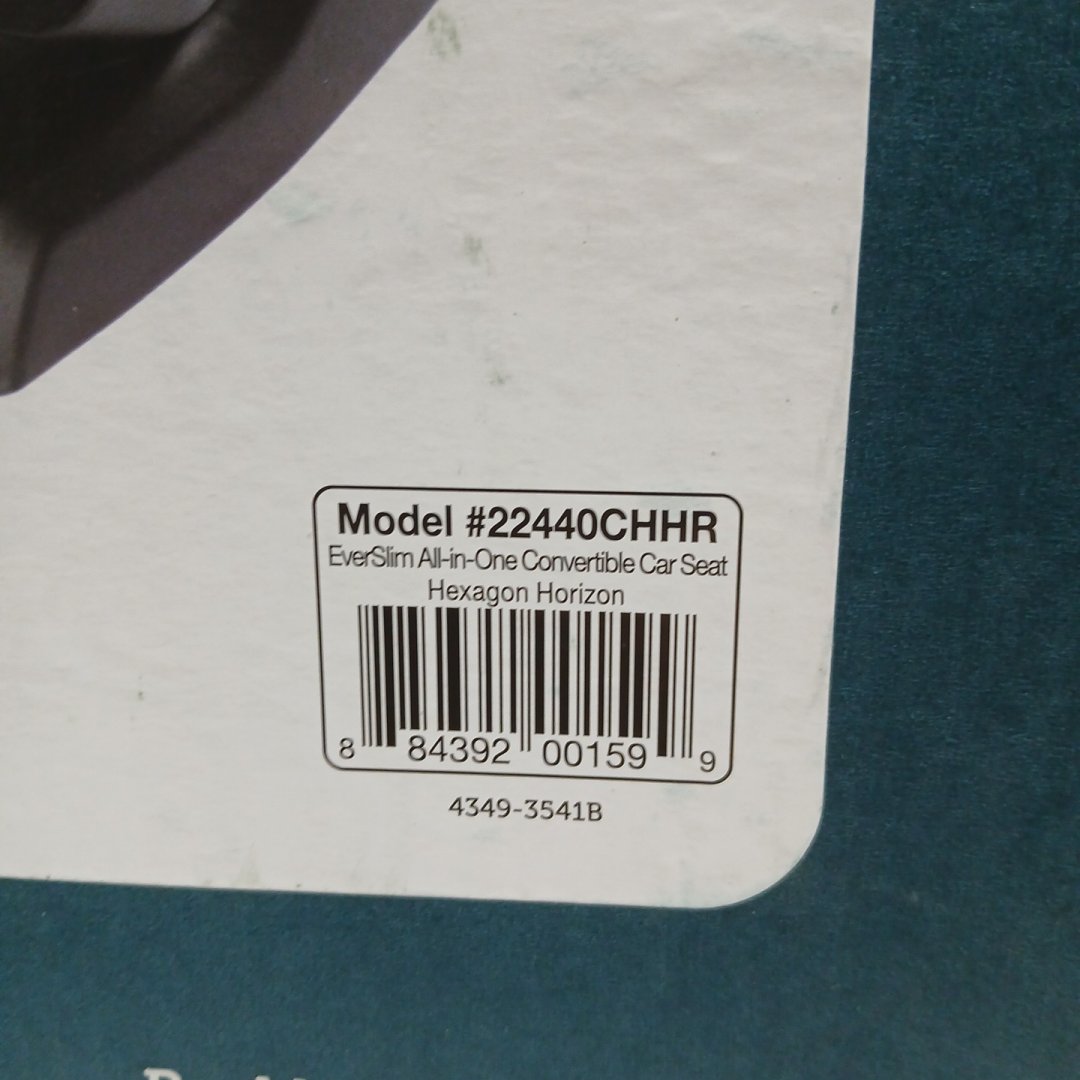 Model #22440CHHR
EverSlim All-in-One Convertible Car Seat
Hexagon Horizon
8 84392 00159 9
4349-3541B